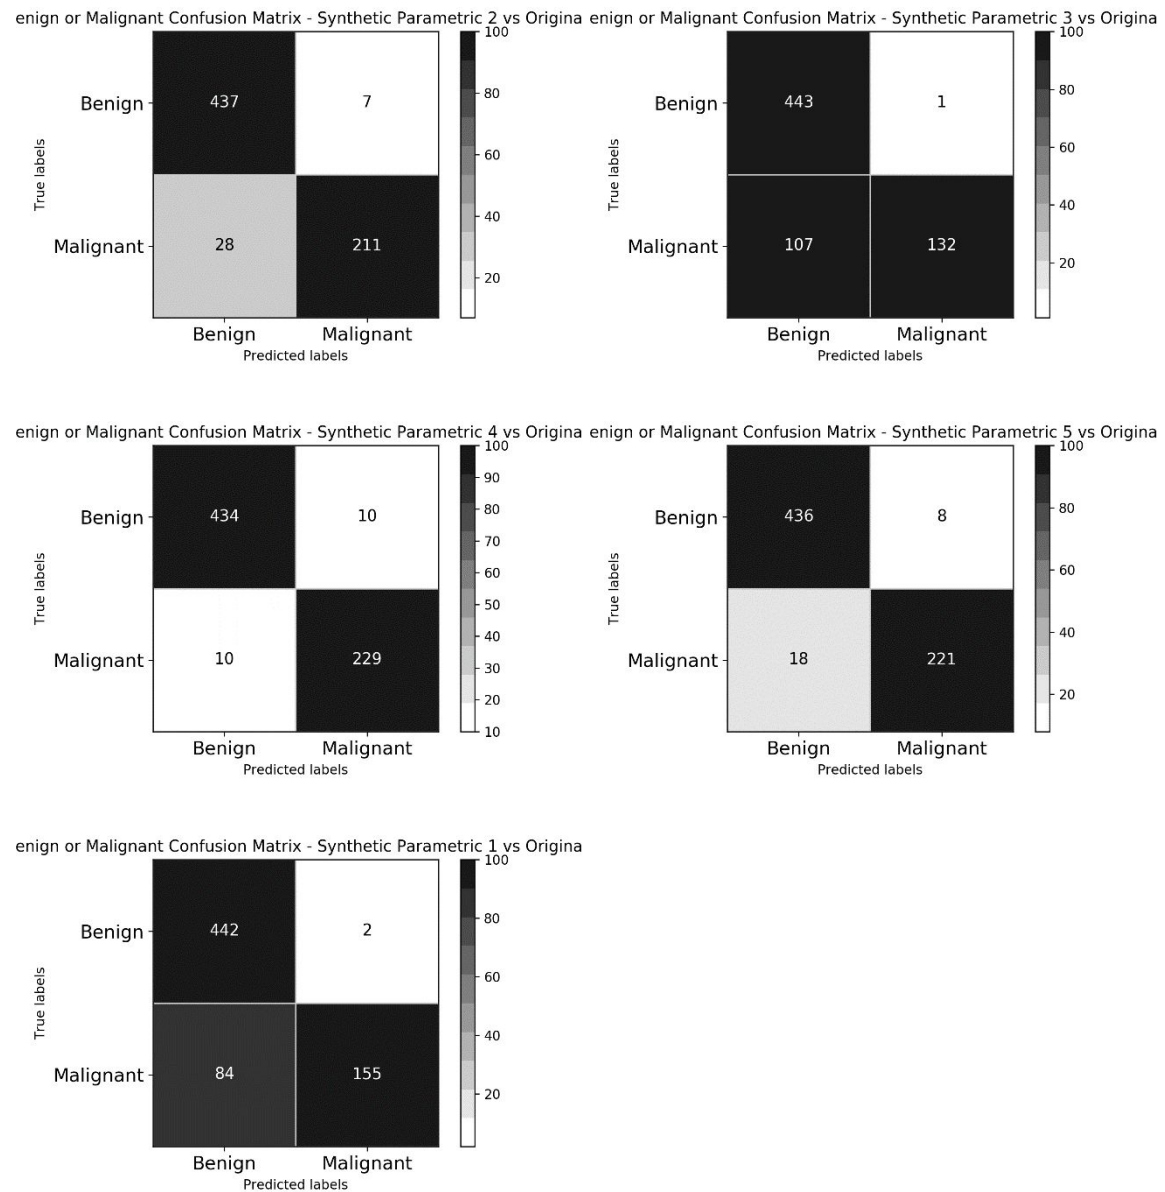 enign or Malignant Confusion Matrix - Synthetic Parametric 2 vs Origina
100
80
60
40
20
Benign
Malignant
True labels
437
7
28
211
Benign
Malignant
Predicted labels
enign or Malignant Confusion Matrix - Synthetic Parametric 3 vs Origina
100
80
60
40
20
Benign
Malignant
True labels
443
1
107
132
Benign
Malignant
Predicted labels
enign or Malignant Confusion Matrix - Synthetic Parametric 4 vs Origina
100
90
80
70
60
50
40
30
20
10
Benign
Malignant
True labels
434
10
10
229
Benign
Malignant
Predicted labels
enign or Malignant Confusion Matrix - Synthetic Parametric 5 vs Origina
100
80
60
40
20
Benign
Malignant
True labels
436
8
18
221
Benign
Malignant
Predicted labels
enign or Malignant Confusion Matrix - Synthetic Parametric 1 vs Origina
100
80
60
40
20
Benign
Malignant
True labels
442
2
84
155
Benign
Malignant
Predicted labels